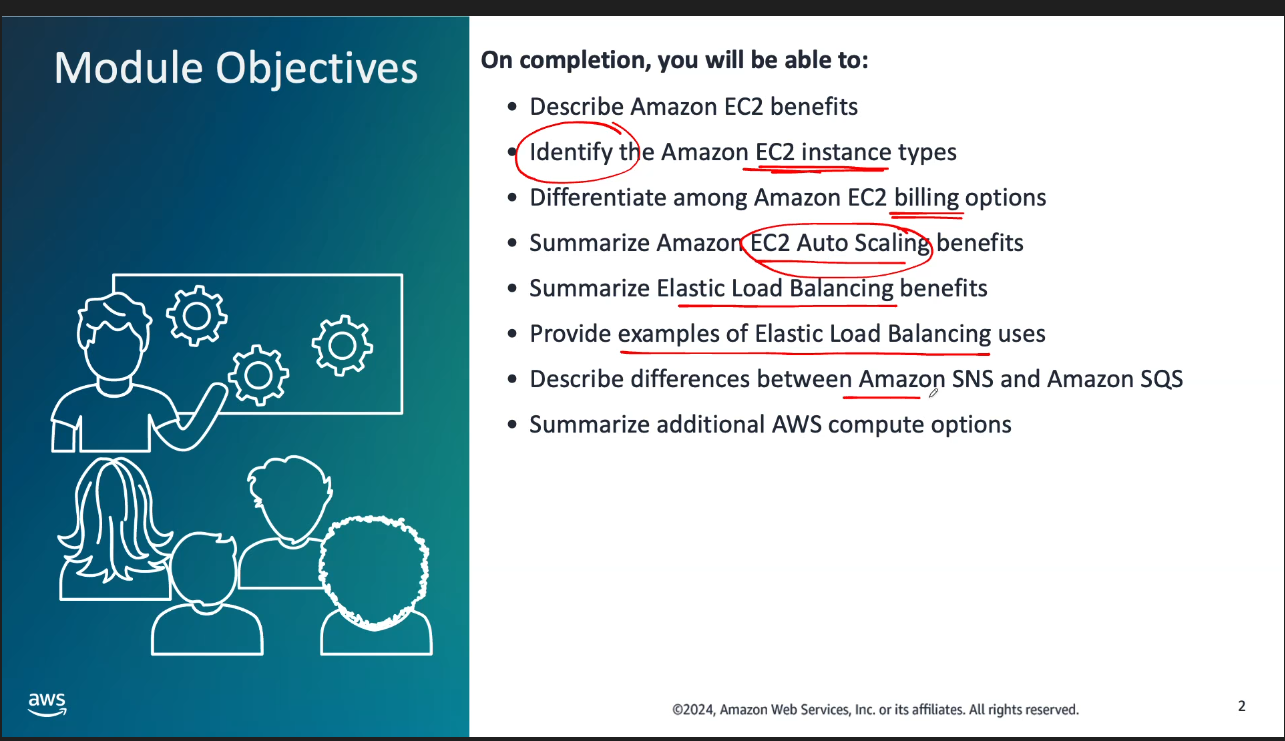 Module Objectives
On completion, you will be able to:
• Describe Amazon EC2 benefits
• Identify the Amazon EC2 instance types
• Differentiate among Amazon EC2 billing options
• Summarize Amazon EC2 Auto Scaling benefits
• Summarize Elastic Load Balancing benefits
• Provide examples of Elastic Load Balancing uses
• Describe differences between Amazon SNS and Amazon SQS
• Summarize additional AWS compute options
aws
©2024, Amazon Web Services, Inc. or its affiliates. All rights reserved.
2